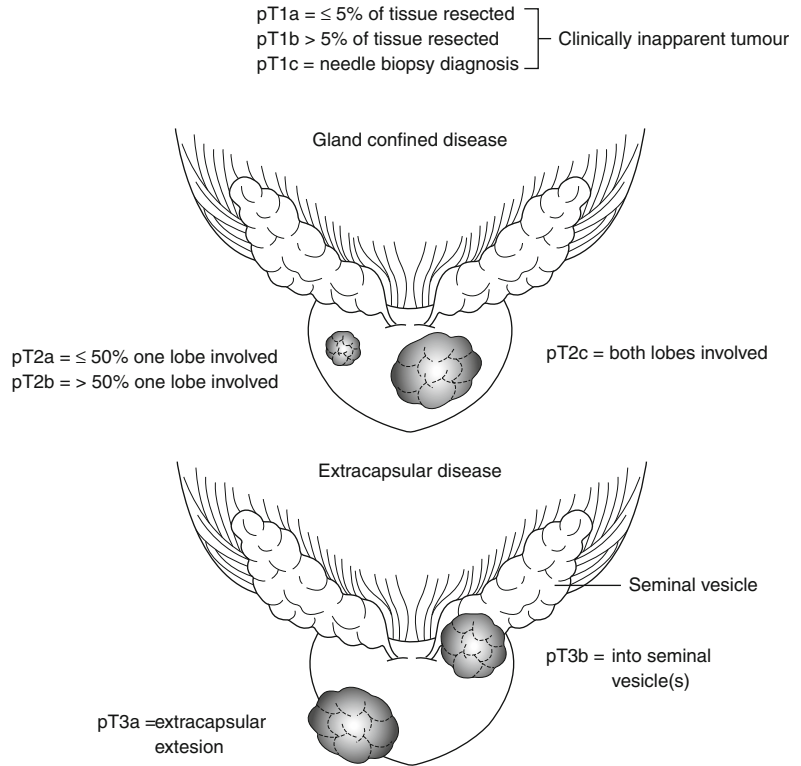 pT1a = ≤ 5% of tissue resected
pT1b > 5% of tissue resected
pT1c = needle biopsy diagnosis
Clinically inapparent tumour
Gland confined disease
pT2a = ≤ 50% one lobe involved
pT2b = > 50% one lobe involved
pT2c = both lobes involved
Extracapsular disease
Seminal vesicle
pT3b = into seminal
vesicle(s)
pT3a =extracapsular
extesion